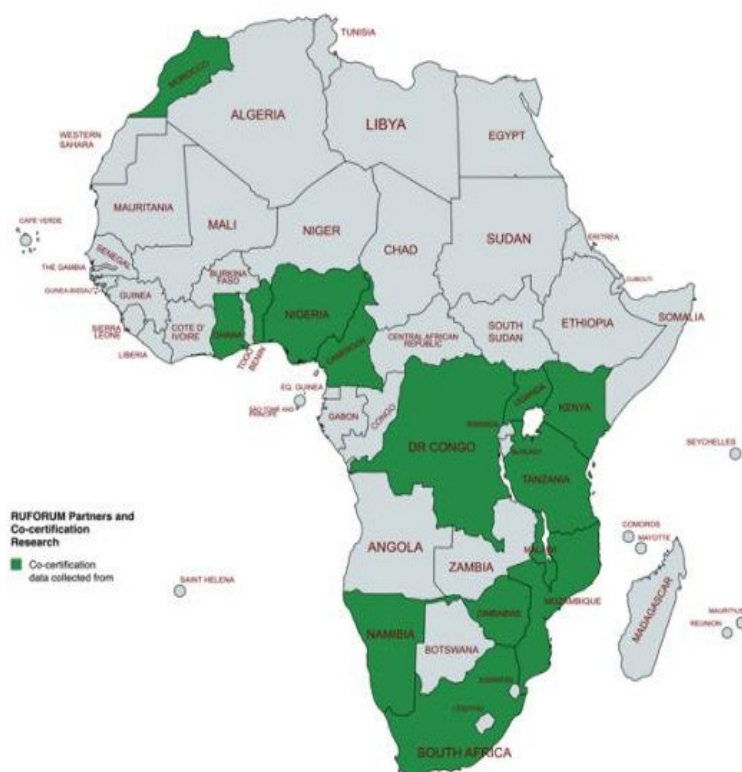 TUNISIA
MOROCCO
ALGERIA
LIBYA
EGYPT
WESTERN
SAHARA
MAURITANIA
MALI
NIGER
CHAD
SUDAN
ERITREA
CAPE VERDE
SENEGAL
THE GAMBIA
GUINEA-BISSAU
GUINEA
BURKINA
FASO
NIGERIA
DJIBOUTI
SIERRA
LEONE
COTE D'
IVOIRE
GHANA
LIBERIA
TOGO
BENIN
CAMEROON
CENTRAL AFRICAN
REPUBLIC
SOUTH
SUDAN
ETHIOPIA
SOMALIA
EQ. GUINEA
SAO TOME AND
PRINCIPE
GABON
CONGO
UGANDA
KENYA
RWANDA
BURUNDI
DR CONGO
TANZANIA
SEYCHELLES
RUFORUM Partners and
Co-certification
Research
Co-certification
data collected from
ANGOLA
ZAMBIA
MALAWI
COMOROS
MAYOTTE
SAINT HELENA
MOZAMBIQUE
ZIMBABWE
NAMIBIA
BOTSWANA
MADAGASCAR
MAURITIUS
REUNION
LESOTHO
SOUTH AFRICA